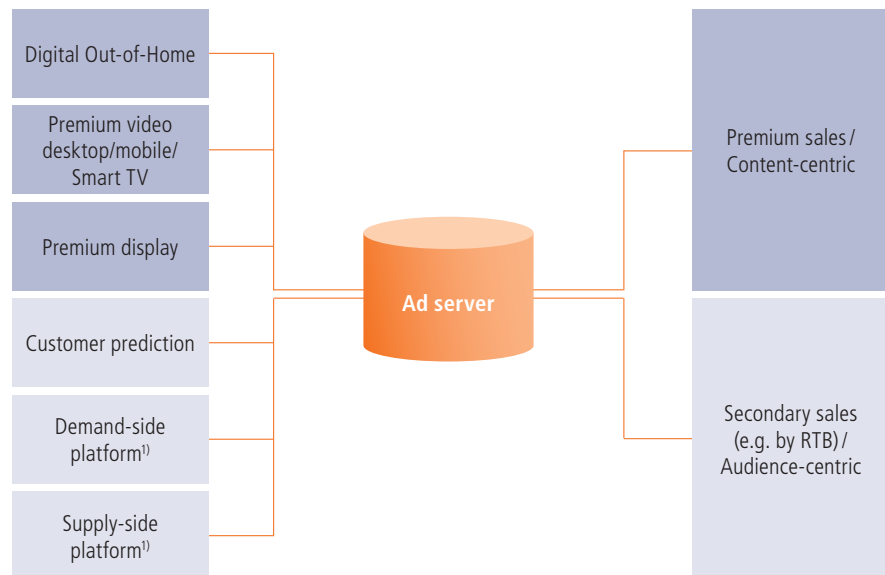 Digital Out-of-Home
Premium video
desktop/mobile/
Smart TV
Premium display
Customer prediction
Demand-side
platform¹⁾
Supply-side
platform¹⁾
Ad server
Premium sales/
Content-centric
Secondary sales
(e.g. by RTB)/
Audience-centric